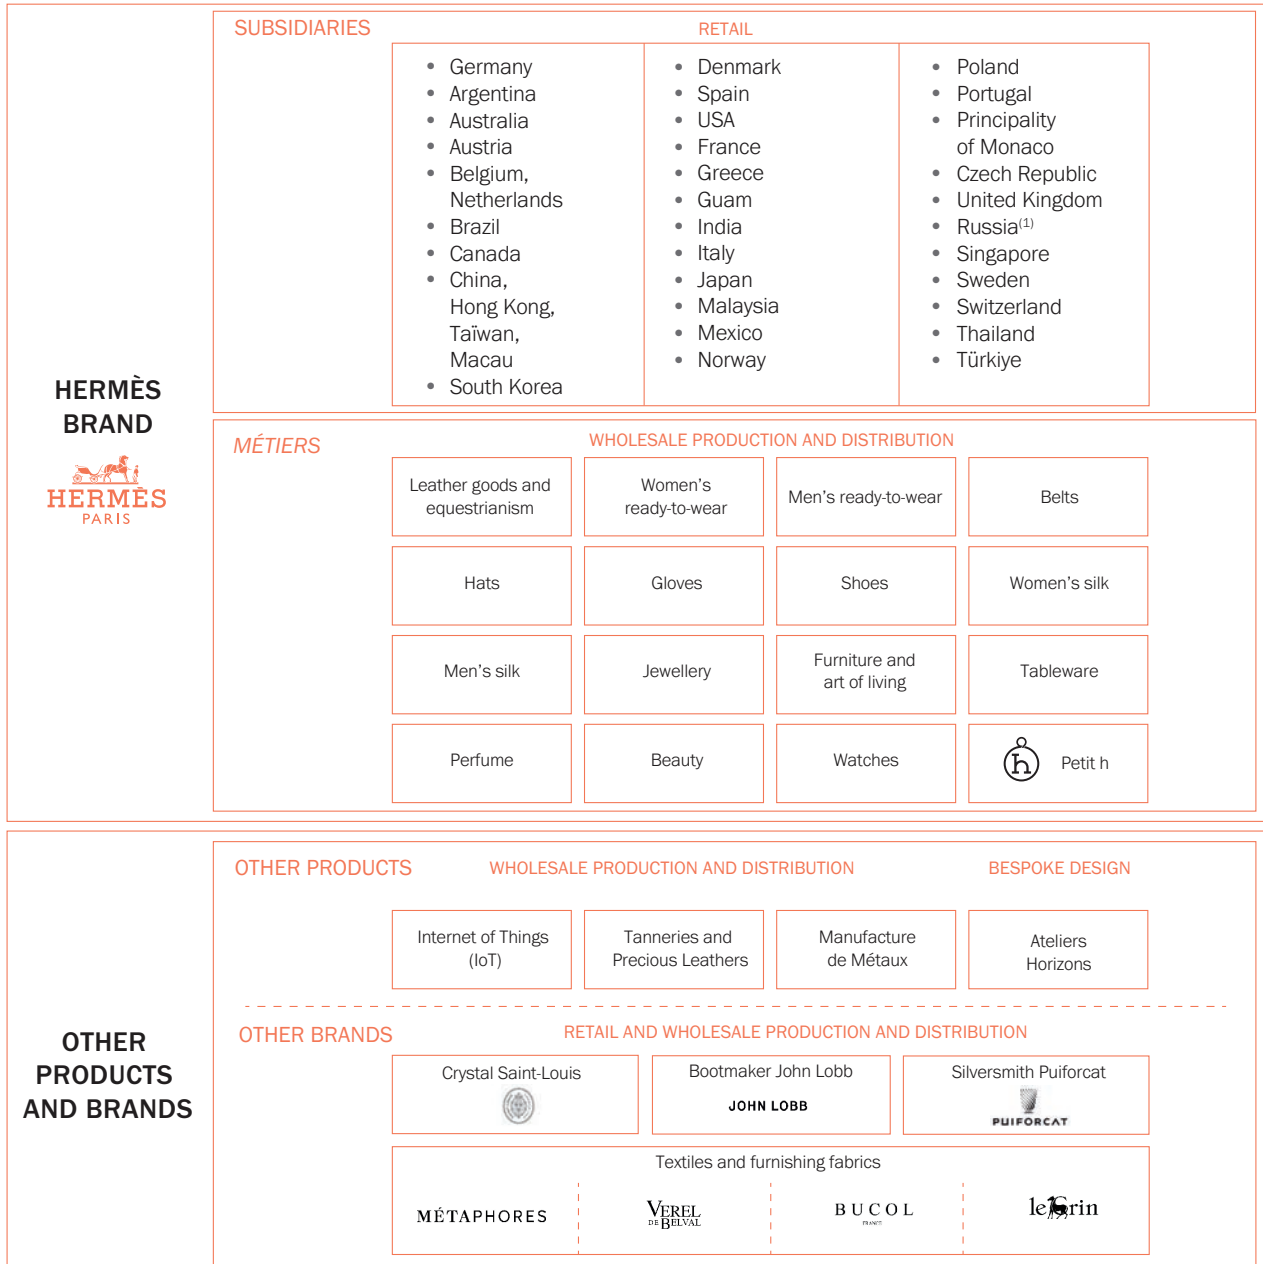 SUBSIDIARIES
RETAIL
• Germany
• Argentina
• Australia
• Austria
• Belgium,
Netherlands
• Brazil
• Canada
• China,
Hong Kong,
Taïwan,
Macau
• South Korea
• Denmark
• Spain
• USA
• France
• Greece
• Guam
• India
• Italy
• Japan
• Malaysia
• Mexico
• Norway
• Poland
• Portugal
• Principality
of Monaco
• Czech Republic
• United Kingdom
• Russia(1)
• Singapore
• Sweden
• Switzerland
• Thailand
• Türkiye
HERMÈS
BRAND
HERMÈS
PARIS
MÉTIERS
WHOLESALE PRODUCTION AND DISTRIBUTION
Leather goods and
equestrianism
Women's
ready-to-wear
Men's ready-to-wear
Belts
Hats
Gloves
Shoes
Women's silk
Men's silk
Jewellery
Furniture and
art of living
Tableware
Perfume
Beauty
Watches
h
Petit h
OTHER
PRODUCTS
AND BRANDS
OTHER PRODUCTS
WHOLESALE PRODUCTION AND DISTRIBUTION
BESPOKE DESIGN
Internet of Things
(IoT)
Tanneries and
Precious Leathers
Manufacture
de Métaux
Ateliers
Horizons
OTHER BRANDS
RETAIL AND WHOLESALE PRODUCTION AND DISTRIBUTION
Crystal Saint-Louis
Bootmaker John Lobb
JOHN LOBB
Silversmith Puiforcat
PUIFORCAT
Textiles and furnishing fabrics
MÉTAPHORES
VEREL
DE BELVAL
BUCOL
FRANCE
le Crin